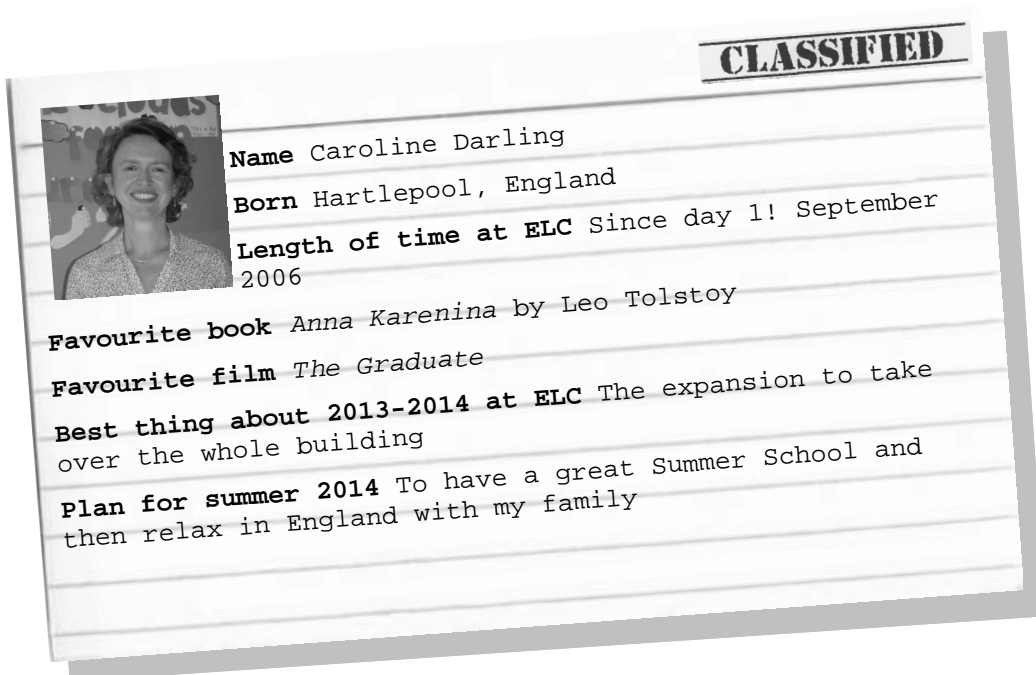 CLASSIFIED
Name Caroline Darling
Born Hartlepool, England
Length of time at ELC Since day 1! September
2006
Favourite book Anna Karenina by Leo Tolstoy
Favourite film The Graduate
Best thing about 2013-2014 at ELC The expansion to take
over the whole building
Plan for summer 2014 To have a great Summer School and
then relax in England with my family